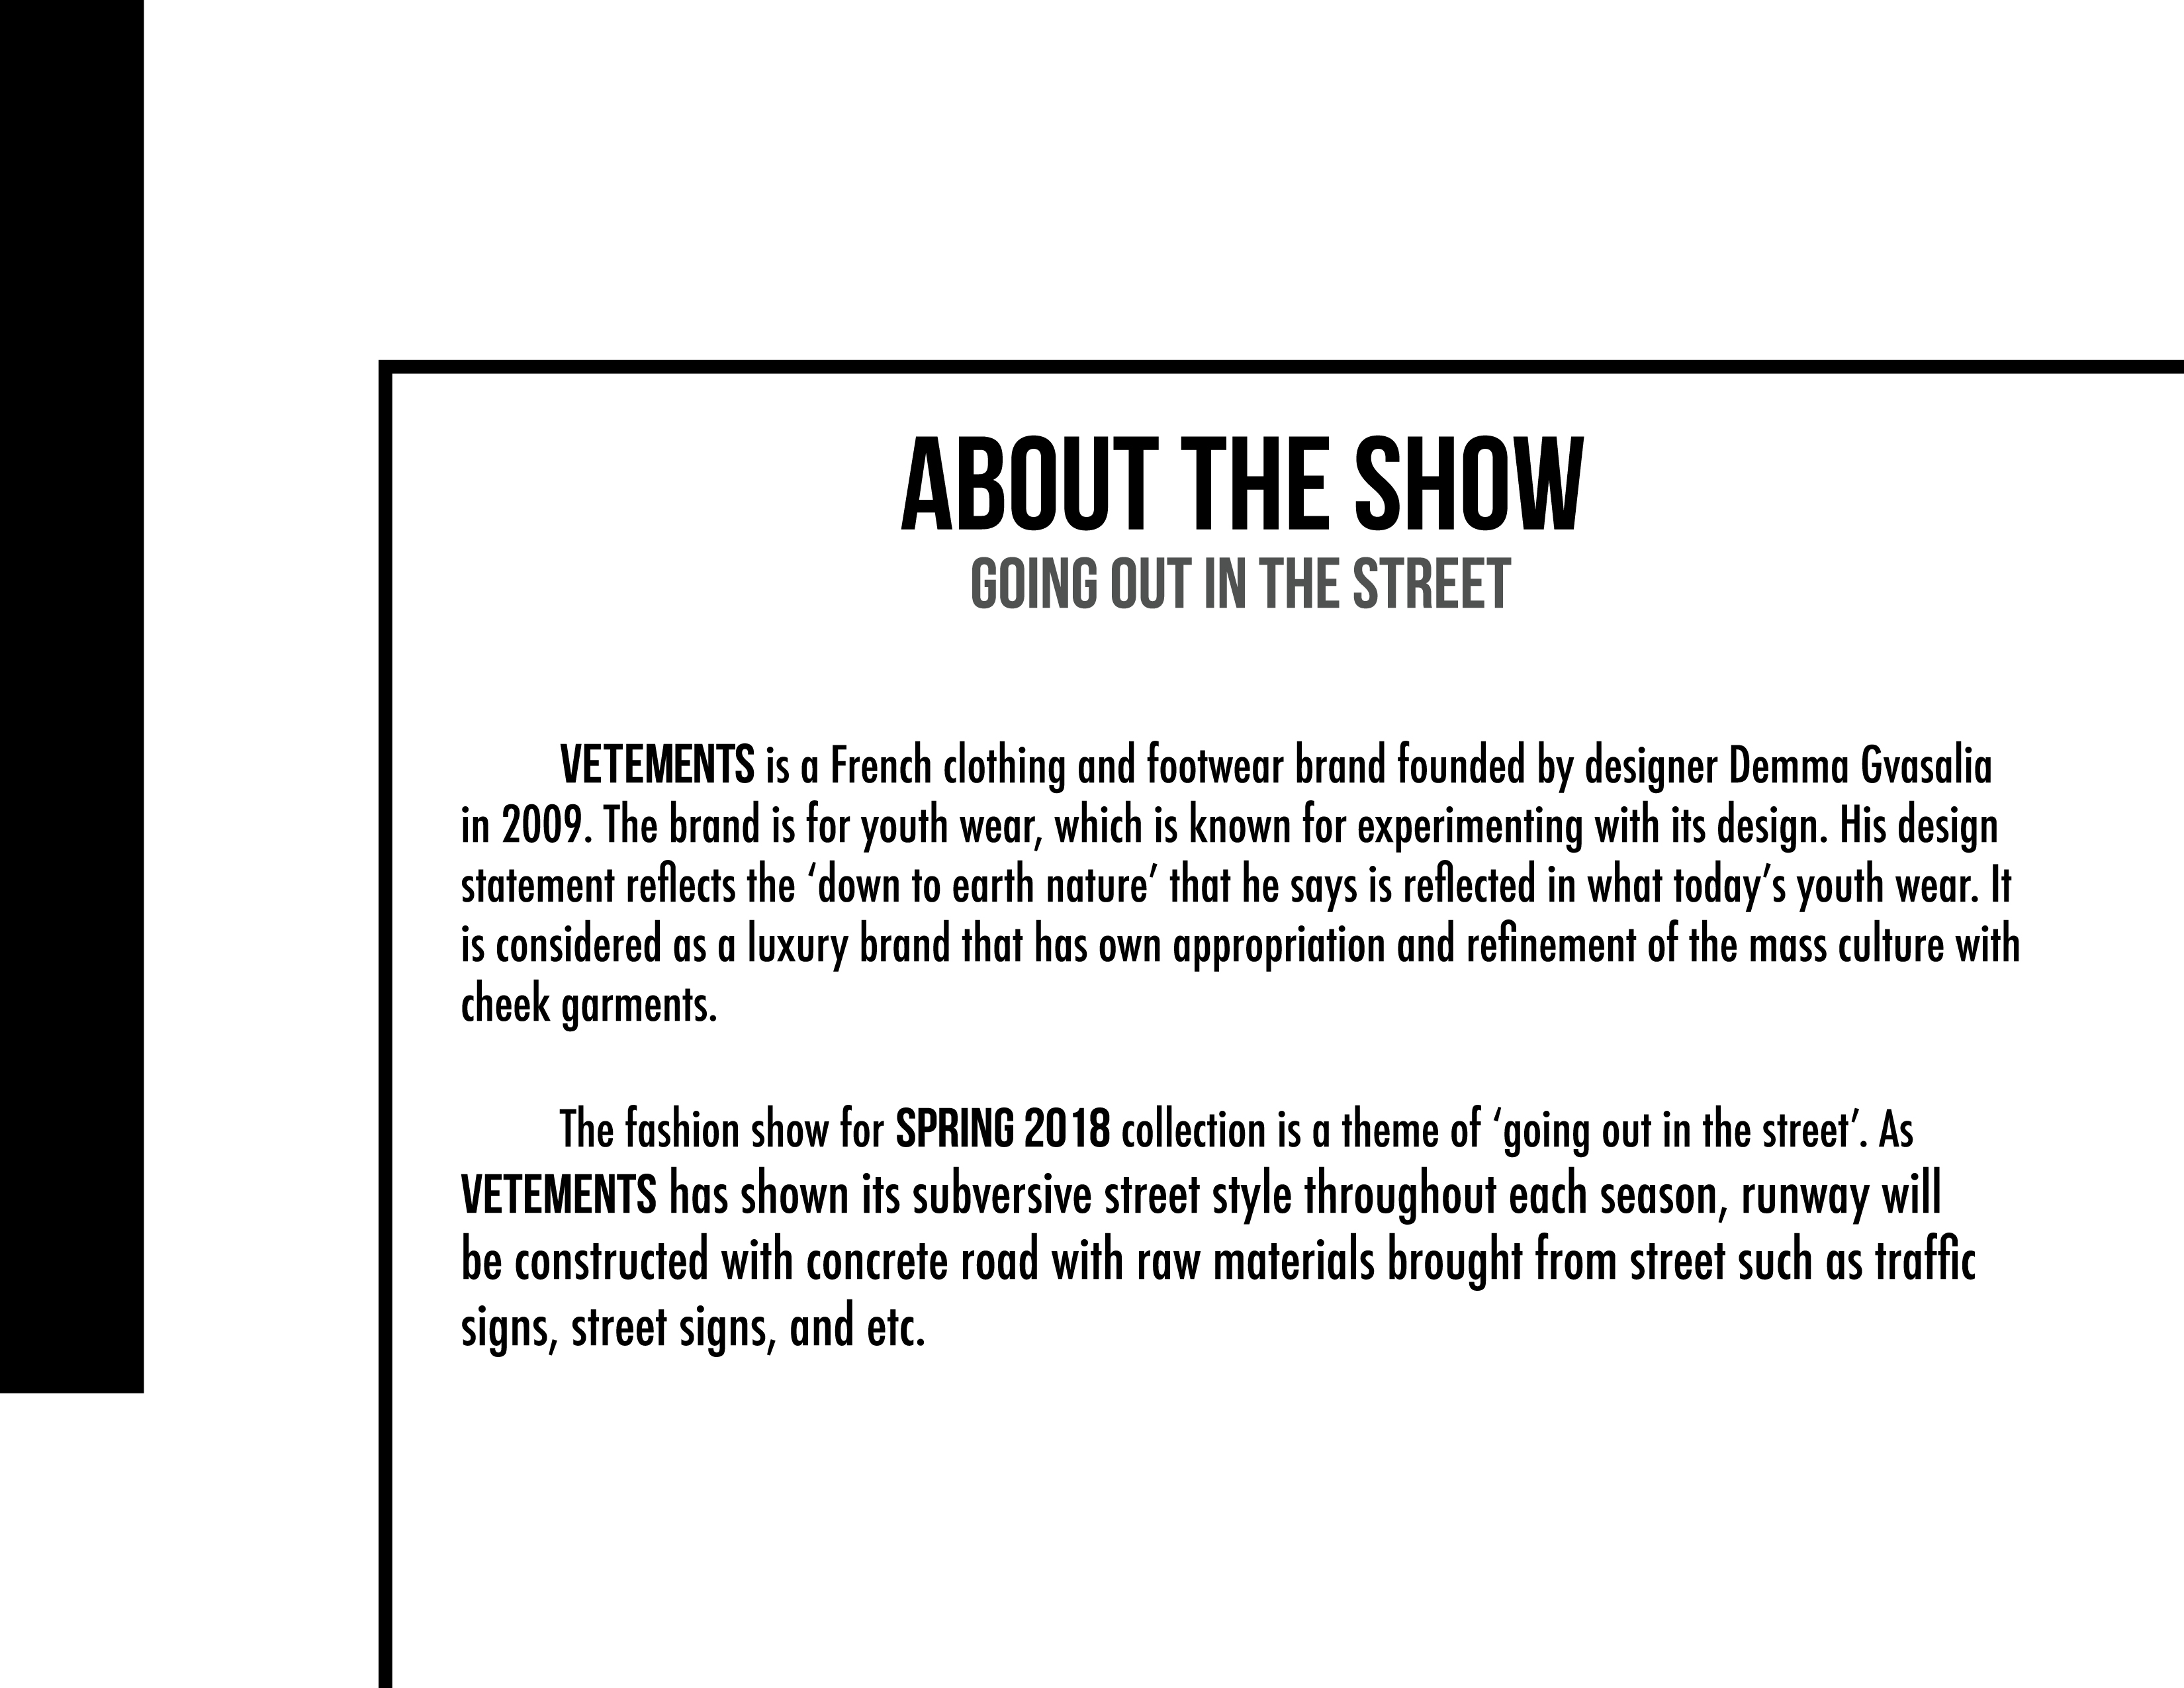 ABOUT THE SHOW
GOING OUT IN THE STREET
VETEMENTS is a French clothing and footwear brand founded by designer Demma Gvasalia
in 2009. The brand is for youth wear, which is known for experimenting with its design. His design
statement reflects the ‘down to earth nature’ that he says is reflected in what today’s youth wear. It
is considered as a luxury brand that has own appropriation and refinement of the mass culture with
cheek garments.
The fashion show for SPRING 2018 collection is a theme of ‘going out in the street’. As
VETEMENTS has shown its subversive street style throughout each season, runway will
be constructed with concrete road with raw materials brought from street such as traffic
signs, street signs, and etc.